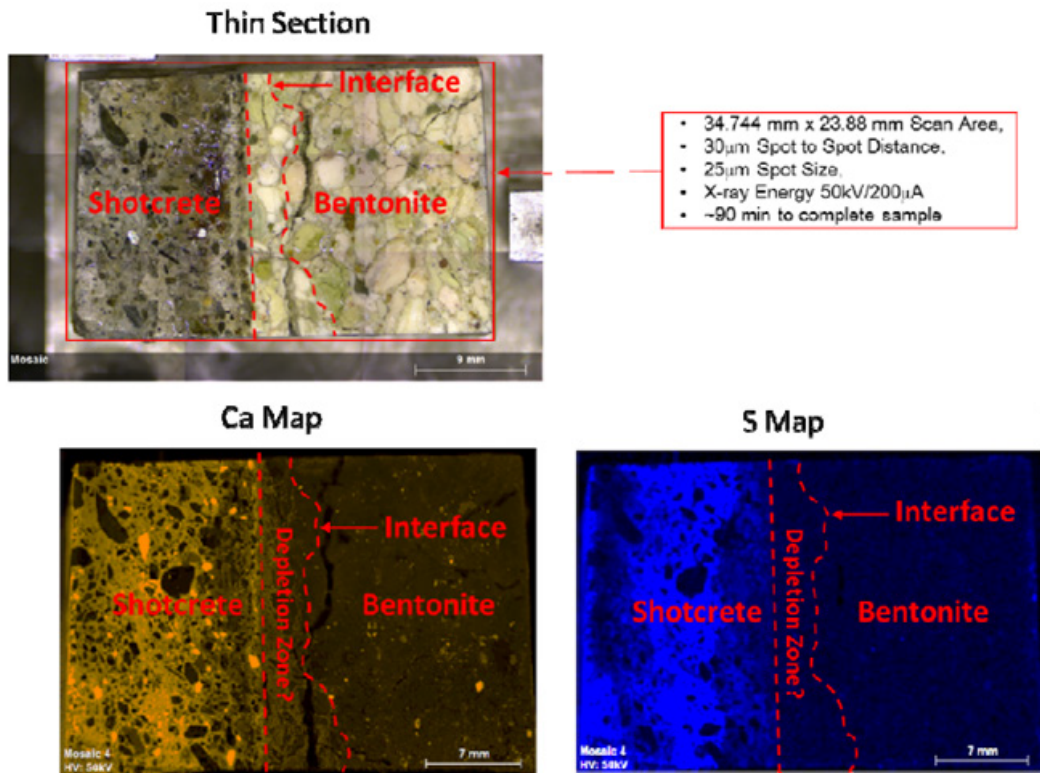 Thin Section
Interface
Shotcrete
Bentonite
Mosaic
9 mm
• 34.744 mm x 23.88 mm Scan Area,
• 30μm Spot to Spot Distance,
• 25μm Spot Size,
• X-ray Energy 50kV/200μA
• ~90 min to complete sample
Ca Map
Interface
Depletion Zone?
Shotcrete
Bentonite
Mosaic 4
HV: 50kV
7 mm
S Map
Interface
Depletion Zone?
Shotcrete
Bentonite
Mosaic 4
HV: 50kV
7 mm